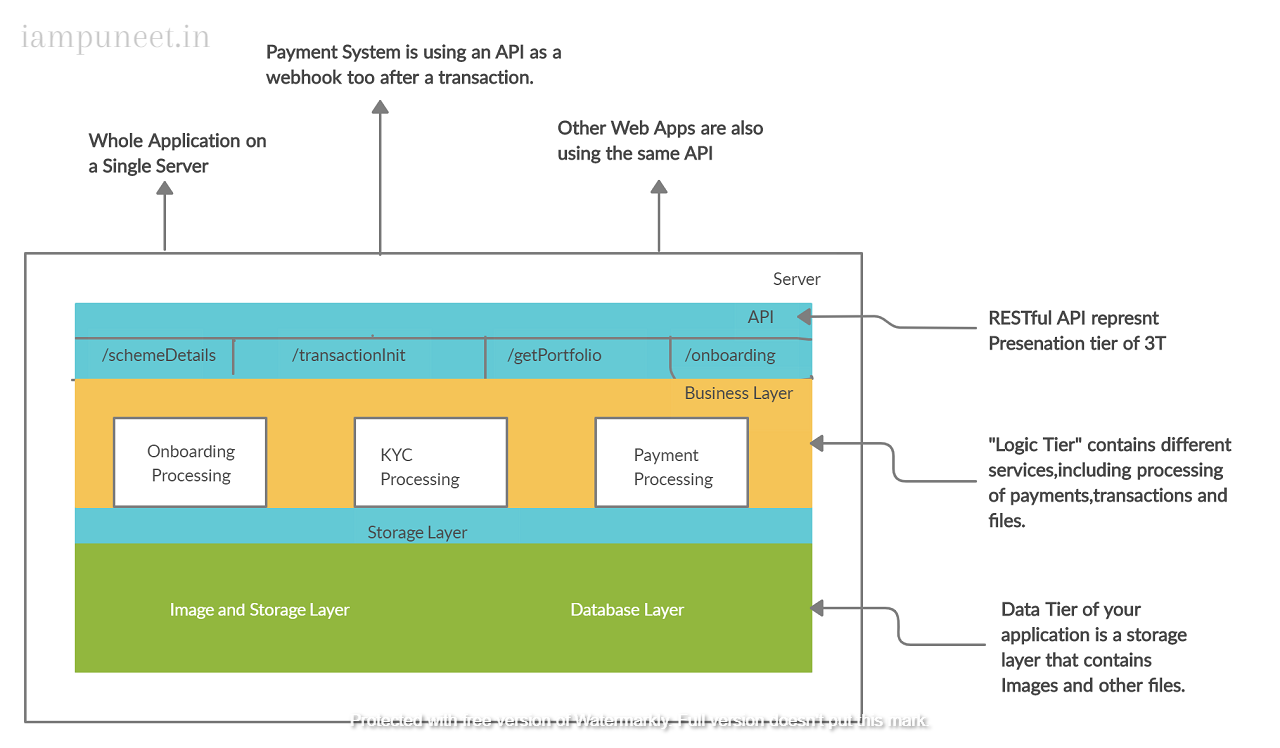 iampuneet.in
Payment System is using an API as a
webhook too after a transaction.
Whole Application on
a Single Server
Other Web Apps are also
using the same API
Server
API
/schemeDetails
/transactionInit
/getPortfolio
/onboarding
RESTful API represnt
Presenation tier of 3T
Business Layer
Onboarding
Processing
KYC
Processing
Payment
Processing
"Logic Tier" contains different
services,including processing
of payments,transactions and
files.
Storage Layer
Image and Storage Layer
Database Layer
Data Tier of your
application is a storage
layer that contains
Images and other files.
Protected with free version of Watermarkly. Full version doesn't put this mark.